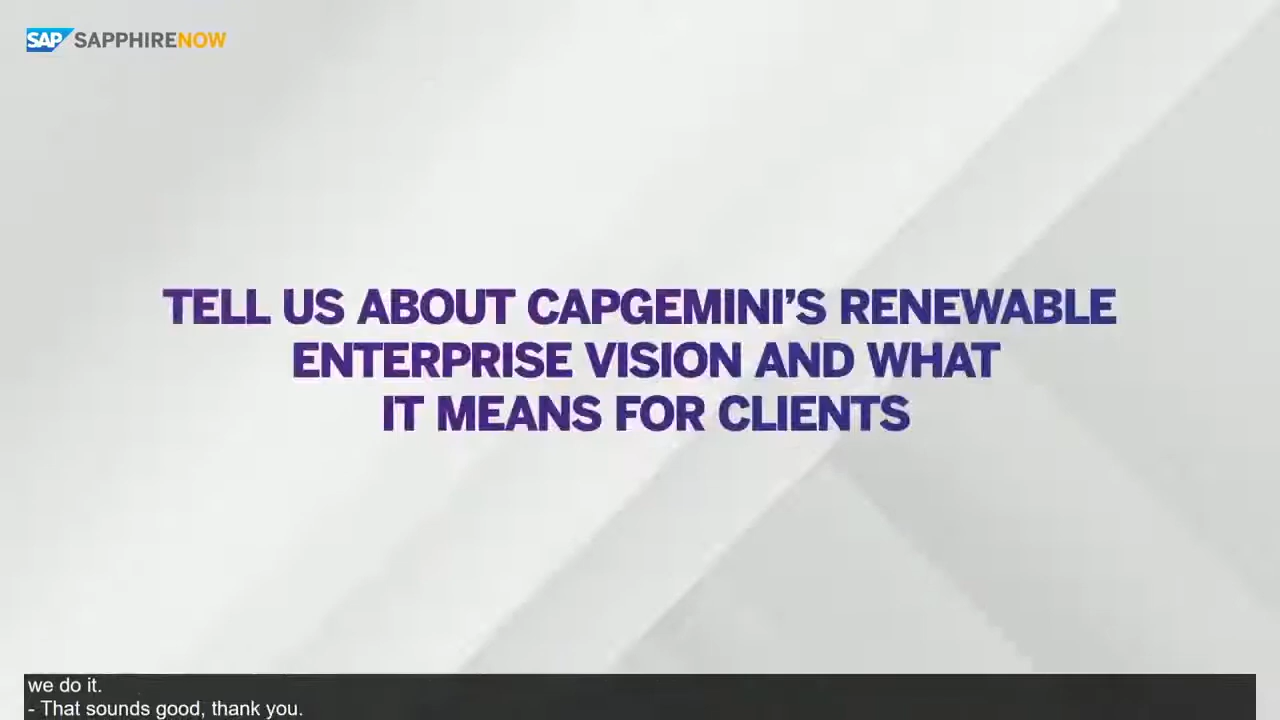 SAP SAPPHIRENOW
TELL US ABOUT CAPGEMINI’S RENEWABLE
ENTERPRISE VISION AND WHAT
IT MEANS FOR CLIENTS
we do it.
- That sounds good, thank you.